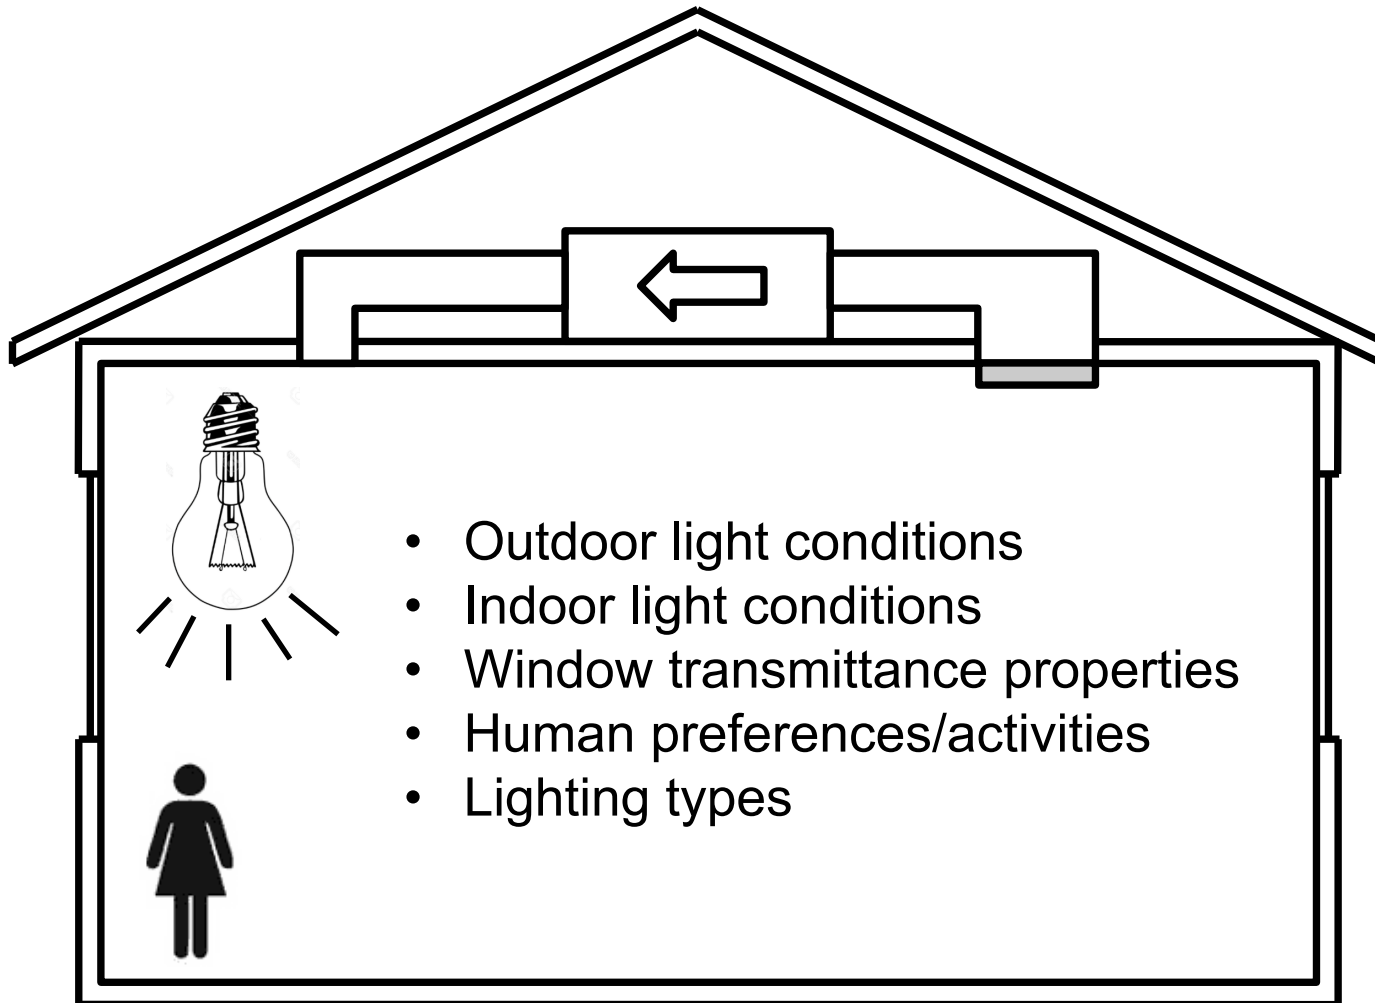 • Outdoor light conditions
• Indoor light conditions
• Window transmittance properties
• Human preferences/activities
• Lighting types